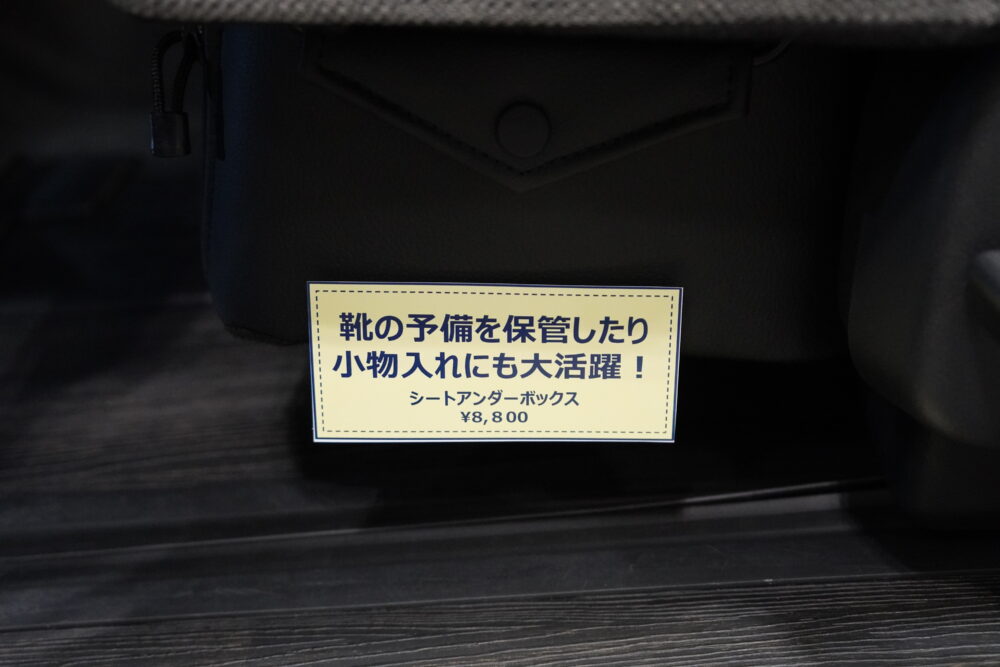 靴の予備を保管したり
小物入れにも大活躍！
シートアンダーボックス
¥8,800